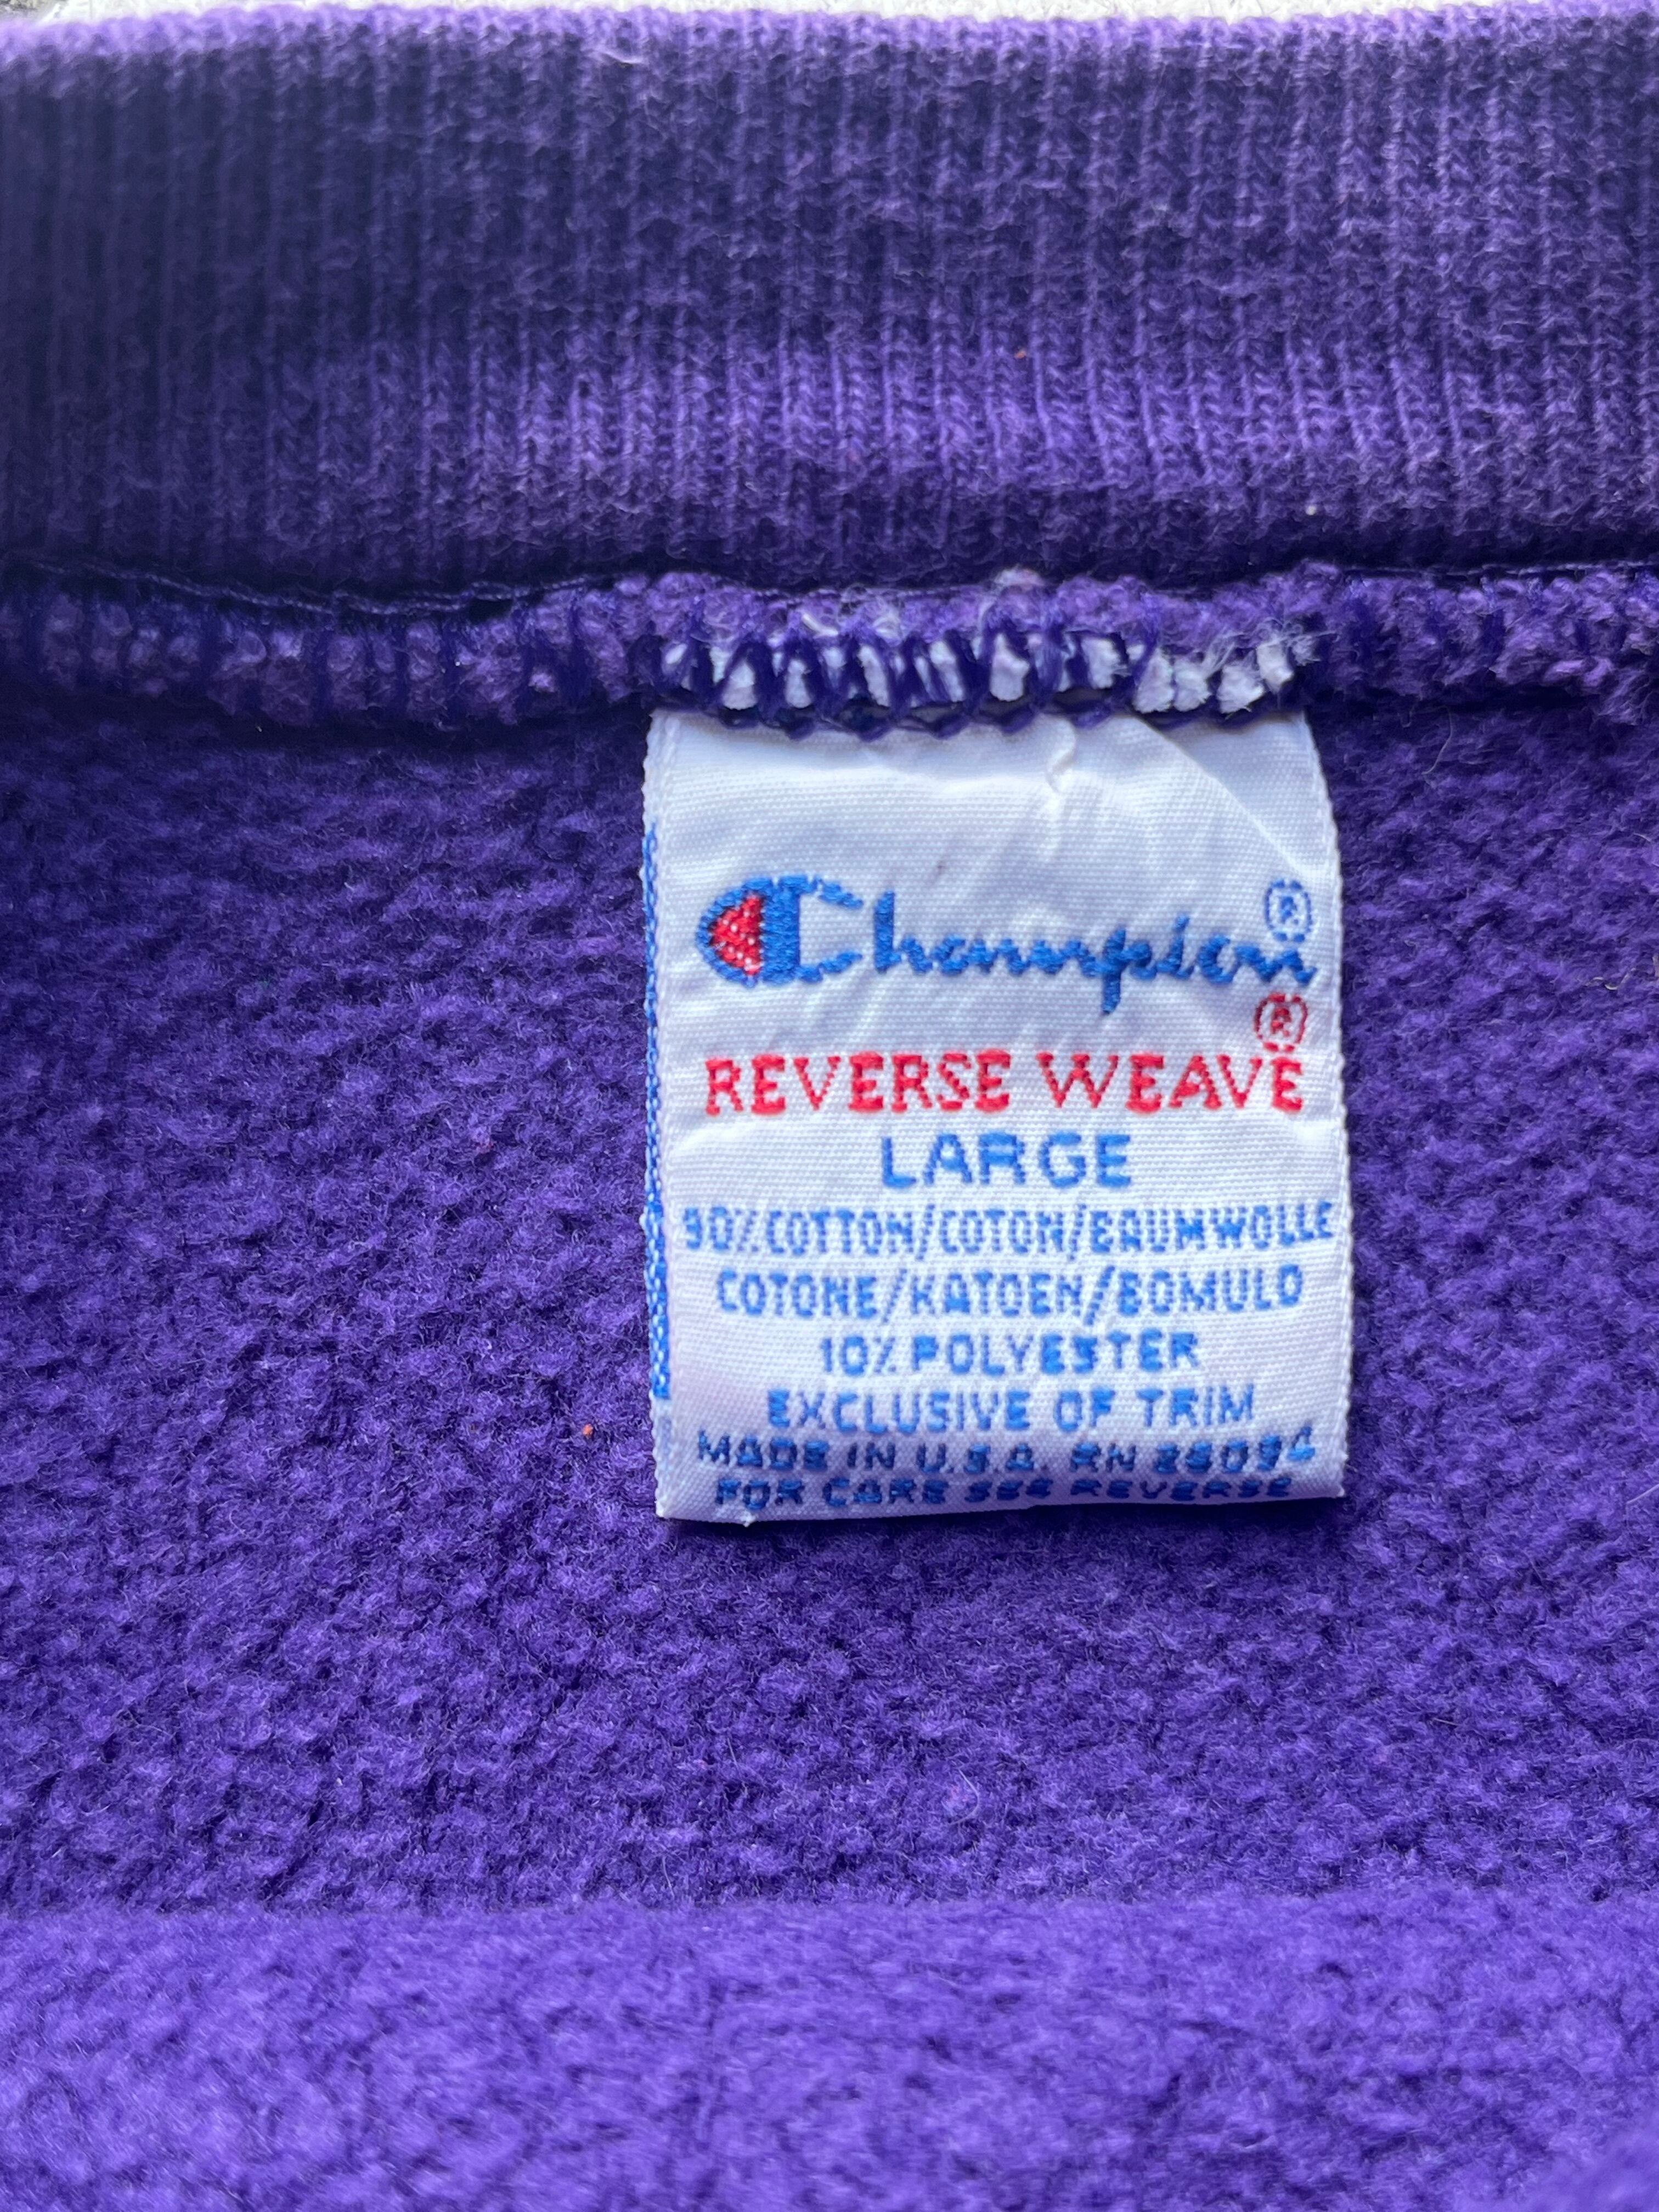 Champion®
REVERSE WEAVE®
LARGE
90% COTTON/COTON/BAUMWOLLE
COTONE/KATOEN/BOMULD
10% POLYESTER
EXCLUSIVE OF TRIM
MADE IN U.S.A. RN 26094
FOR CARE SEE REVERSE